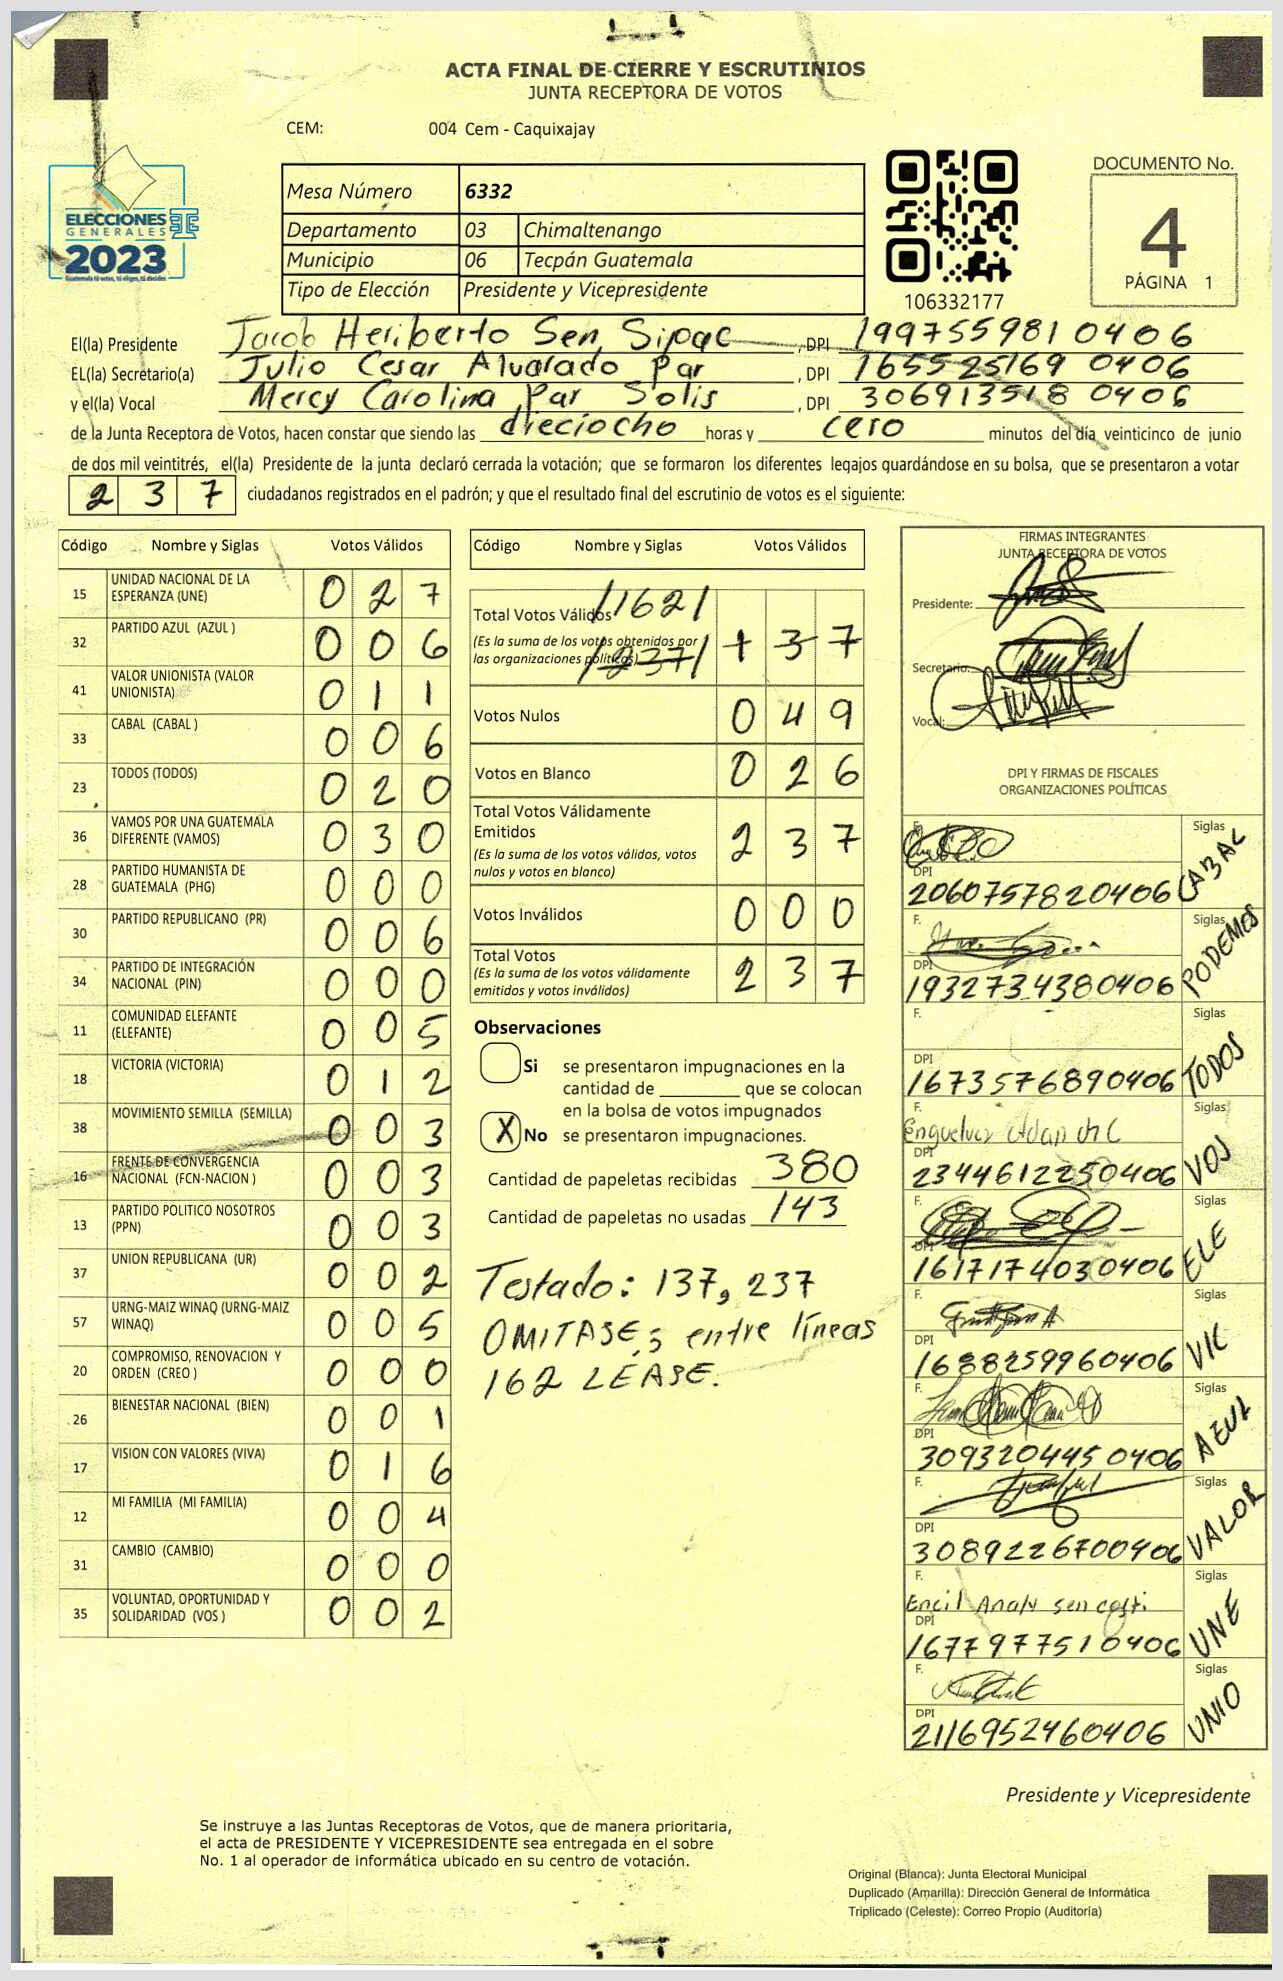 ACTA FINAL DE CIERRE Y ESCRUTINIOS
JUNTA RECEPTORA DE VOTOS
CEM: 004 Cem - Caquixajay
ELECCIONES
GENERALES
2023
Guatemala tú votas, tú eliges, tú decides
Mesa Número 6332
Departamento 03 Chimaltenango
Municipio 06 Tecpán Guatemala
Tipo de Elección Presidente y Vicepresidente
106332177
DOCUMENTO No.
4
PÁGINA 1
El(la) Presidente Jacob Heriberto Sen Sipac, DPI 199755981 0406
EL(la) Secretario(a) Julio Cesar Alvarado Par, DPI 165525169 0406
y el(la) Vocal Mercy Carolina Par Solis, DPI 306913518 0406
de la Junta Receptora de Votos, hacen constar que siendo las dieciocho horas y cero minutos del día veinticinco de junio
de dos mil veintitrés, el(la) Presidente de la junta declaró cerrada la votación; que se formaron los diferentes legajos guardándose en su bolsa, que se presentaron a votar
2 3 7 ciudadanos registrados en el padrón; y que el resultado final del escrutinio de votos es el siguiente:
Código Nombre y Siglas Votos Válidos
15 UNIDAD NACIONAL DE LA ESPERANZA (UNE) 0 2 7
32 PARTIDO AZUL (AZUL ) 0 0 6
41 VALOR UNIONISTA (VALOR UNIONISTA) 0 1 1
33 CABAL (CABAL ) 0 0 6
23 TODOS (TODOS) 0 2 0
36 VAMOS POR UNA GUATEMALA DIFERENTE (VAMOS) 0 3 0
28 PARTIDO HUMANISTA DE GUATEMALA (PHG) 0 0 0
30 PARTIDO REPUBLICANO (PR) 0 0 6
34 PARTIDO DE INTEGRACIÓN NACIONAL (PIN) 0 0 0
11 COMUNIDAD ELEFANTE (ELEFANTE) 0 0 5
18 VICTORIA (VICTORIA) 0 1 2
38 MOVIMIENTO SEMILLA (SEMILLA) 0 0 3
16 FRENTE DE CONVERGENCIA NACIONAL (FCN-NACION ) 0 0 3
13 PARTIDO POLITICO NOSOTROS (PPN) 0 0 3
37 UNION REPUBLICANA (UR) 0 0 2
57 URNG-MAIZ WINAQ (URNG-MAIZ WINAQ) 0 0 5
20 COMPROMISO, RENOVACION Y ORDEN (CREO ) 0 0 0
26 BIENESTAR NACIONAL (BIEN) 0 0 1
17 VISION CON VALORES (VIVA) 0 1 6
12 MI FAMILIA (MI FAMILIA) 0 0 4
31 CAMBIO (CAMBIO) 0 0 0
35 VOLUNTAD, OPORTUNIDAD Y SOLIDARIDAD (VOS ) 0 0 2
Código Nombre y Siglas Votos Válidos
Total Votos Válidos /162/
(Es la suma de los votos obtenidos por
las organizaciones políticas) /237/ 1 3 7
Votos Nulos 0 4 9
Votos en Blanco 0 2 6
Total Votos Válidamente
Emitidos 2 3 7
(Es la suma de los votos válidos, votos
nulos y votos en blanco)
Votos Inválidos 0 0 0
Total Votos 2 3 7
(Es la suma de los votos válidamente
emitidos y votos inválidos)
Observaciones
Si se presentaron impugnaciones en la
cantidad de ________ que se colocan
en la bolsa de votos impugnados
X No se presentaron impugnaciones.
Cantidad de papeletas recibidas 380
Cantidad de papeletas no usadas 143
Testado: 137, 237
OMITASE; entre líneas
162 LÉASE.
FIRMAS INTEGRANTES
JUNTA RECEPTORA DE VOTOS
Presidente:
Secretario:
Vocal:
DPI Y FIRMAS DE FISCALES
ORGANIZACIONES POLÍTICAS
F. Siglas
DPI 2060757820406 CABAL
F. Siglas
DPI 1932734380406 PODEMOS
F. Siglas
DPI 1673576890406 TODOS
F. Siglas
DPI 2344612250406 VOS
F. Siglas
DPI 1617174030406 ELE
F. Siglas
DPI 1688259960406 VIC
F. Siglas
DPI 3093204450406 AZUL
F. Siglas
DPI 3089226700406 VALOR
F. Siglas
DPI 1677977510406 UNE
F. Siglas
DPI 2116952460406 UNIO
Presidente y Vicepresidente
Se instruye a las Juntas Receptoras de Votos, que de manera prioritaria,
el acta de PRESIDENTE Y VICEPRESIDENTE sea entregada en el sobre
No. 1 al operador de informática ubicado en su centro de votación.
Original (Blanca): Junta Electoral Municipal
Duplicado (Amarilla): Dirección General de Informática
Triplicado (Celeste): Correo Propio (Auditoría)